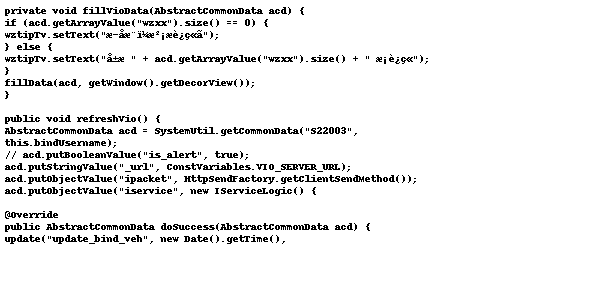 private void fillVioData(AbstractCommonData acd) {
if (acd.getArrayValue("wzxx").size() == 0) {
wztipTv.setText("æ-åæ¨ï¼æ²¡æè¿ç«ã");
} else {
wztipTv.setText("å±æ " + acd.getArrayValue("wzxx").size() + " æ¡è¿ç«");
}
fillData(acd, getWindow().getDecorView());
}

public void refreshVio() {
AbstractCommonData acd = SystemUtil.getCommonData("S22003",
this.bindUsername);
// acd.putBooleanValue("is_alert", true);
acd.putStringValue("_url", ConstVariables.VIO_SERVER_URL);
acd.putObjectValue("ipacket", HttpSendFactory.getClientSendMethod());
acd.putObjectValue("iservice", new IServiceLogic() {

@Override
public AbstractCommonData doSuccess(AbstractCommonData acd) {
update("update_bind_veh", new Date().getTime(),